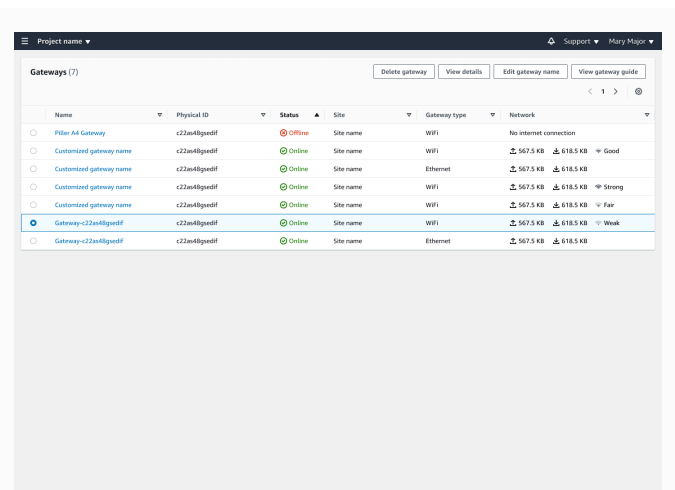 Project name Support Mary Major
Gateways (7) Delete gateway View details Edit gateway name View gateway guide
1
Name Physical ID Status Site Gateway type Network
Piller A4 Gateway c22as48gsedif Offline Site name WiFi No internet connection
Customized gateway name c22as48gsedif Online Site name WiFi 567.5 KB 618.5 KB Good
Customized gateway name c22as48gsedif Online Site name Ethernet 567.5 KB 618.5 KB
Customized gateway name c22as48gsedif Online Site name WiFi 567.5 KB 618.5 KB Strong
Customized gateway name c22as48gsedif Online Site name WiFi 567.5 KB 618.5 KB Fair
Gateway-c22as48gsedif c22as48gsedif Online Site name WiFi 567.5 KB 618.5 KB Weak
Gateway-c22as48gsedif c22as48gsedif Online Site name Ethernet 567.5 KB 618.5 KB